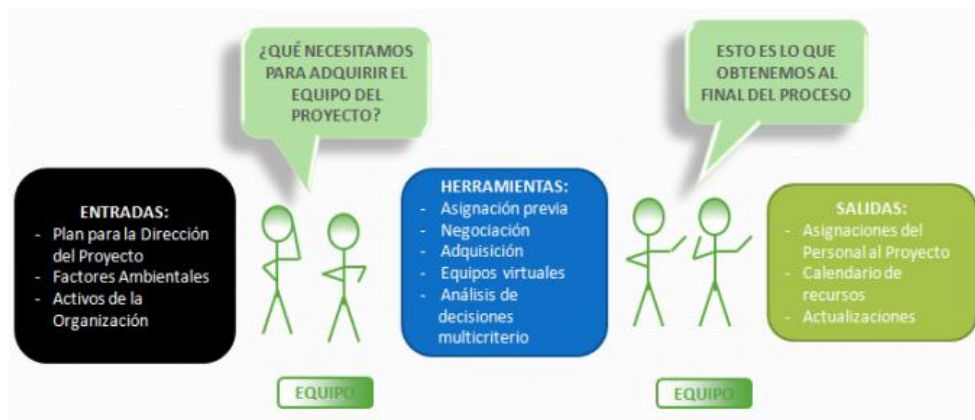 ¿QUÉ NECESITAMOS
PARA ADQUIRIR EL
EQUIPO DEL
PROYECTO?
ESTO ES LO QUE
OBTENEMOS AL
FINAL DEL PROCESO
ENTRADAS:
- Plan para la Dirección
del Proyecto
- Factores Ambientales
- Activos de la
Organización
HERRAMIENTAS:
- Asignación previa
- Negociación
- Adquisición
- Equipos virtuales
- Análisis de
decisiones
multicriterio
SALIDAS:
- Asignaciones del
Personal al Proyecto
- Calendario de
recursos
- Actualizaciones
EQUIPO
EQUIPO